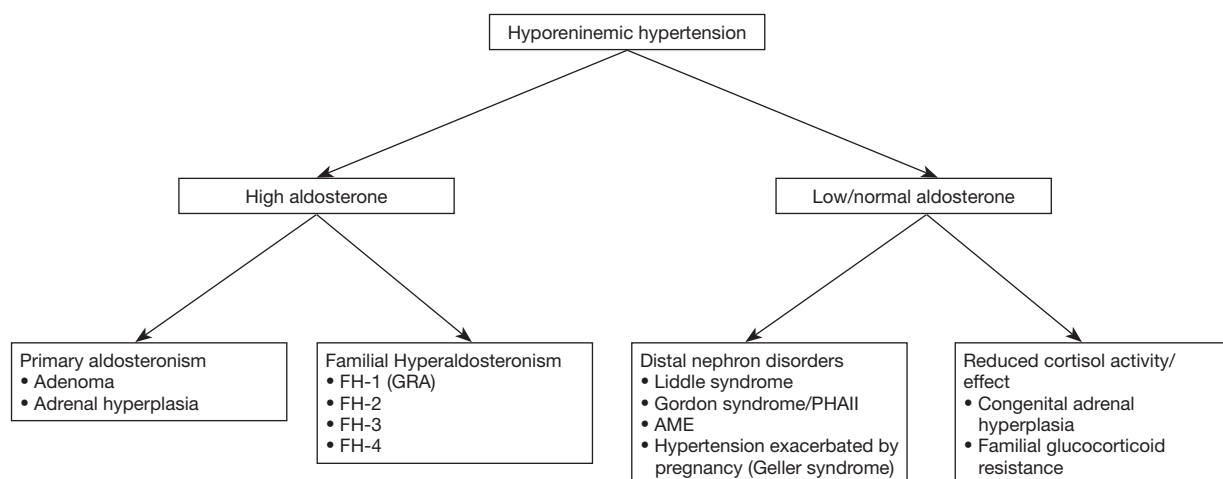 Hyporeninemic hypertension
High aldosterone
Low/normal aldosterone
Primary aldosteronism
• Adenoma
• Adrenal hyperplasia
Familial Hyperaldosteronism
• FH-1 (GRA)
• FH-2
• FH-3
• FH-4
Distal nephron disorders
• Liddle syndrome
• Gordon syndrome/PHAII
• AME
• Hypertension exacerbated by
pregnancy (Geller syndrome)
Reduced cortisol activity/
effect
• Congenital adrenal
hyperplasia
• Familial glucocorticoid
resistance